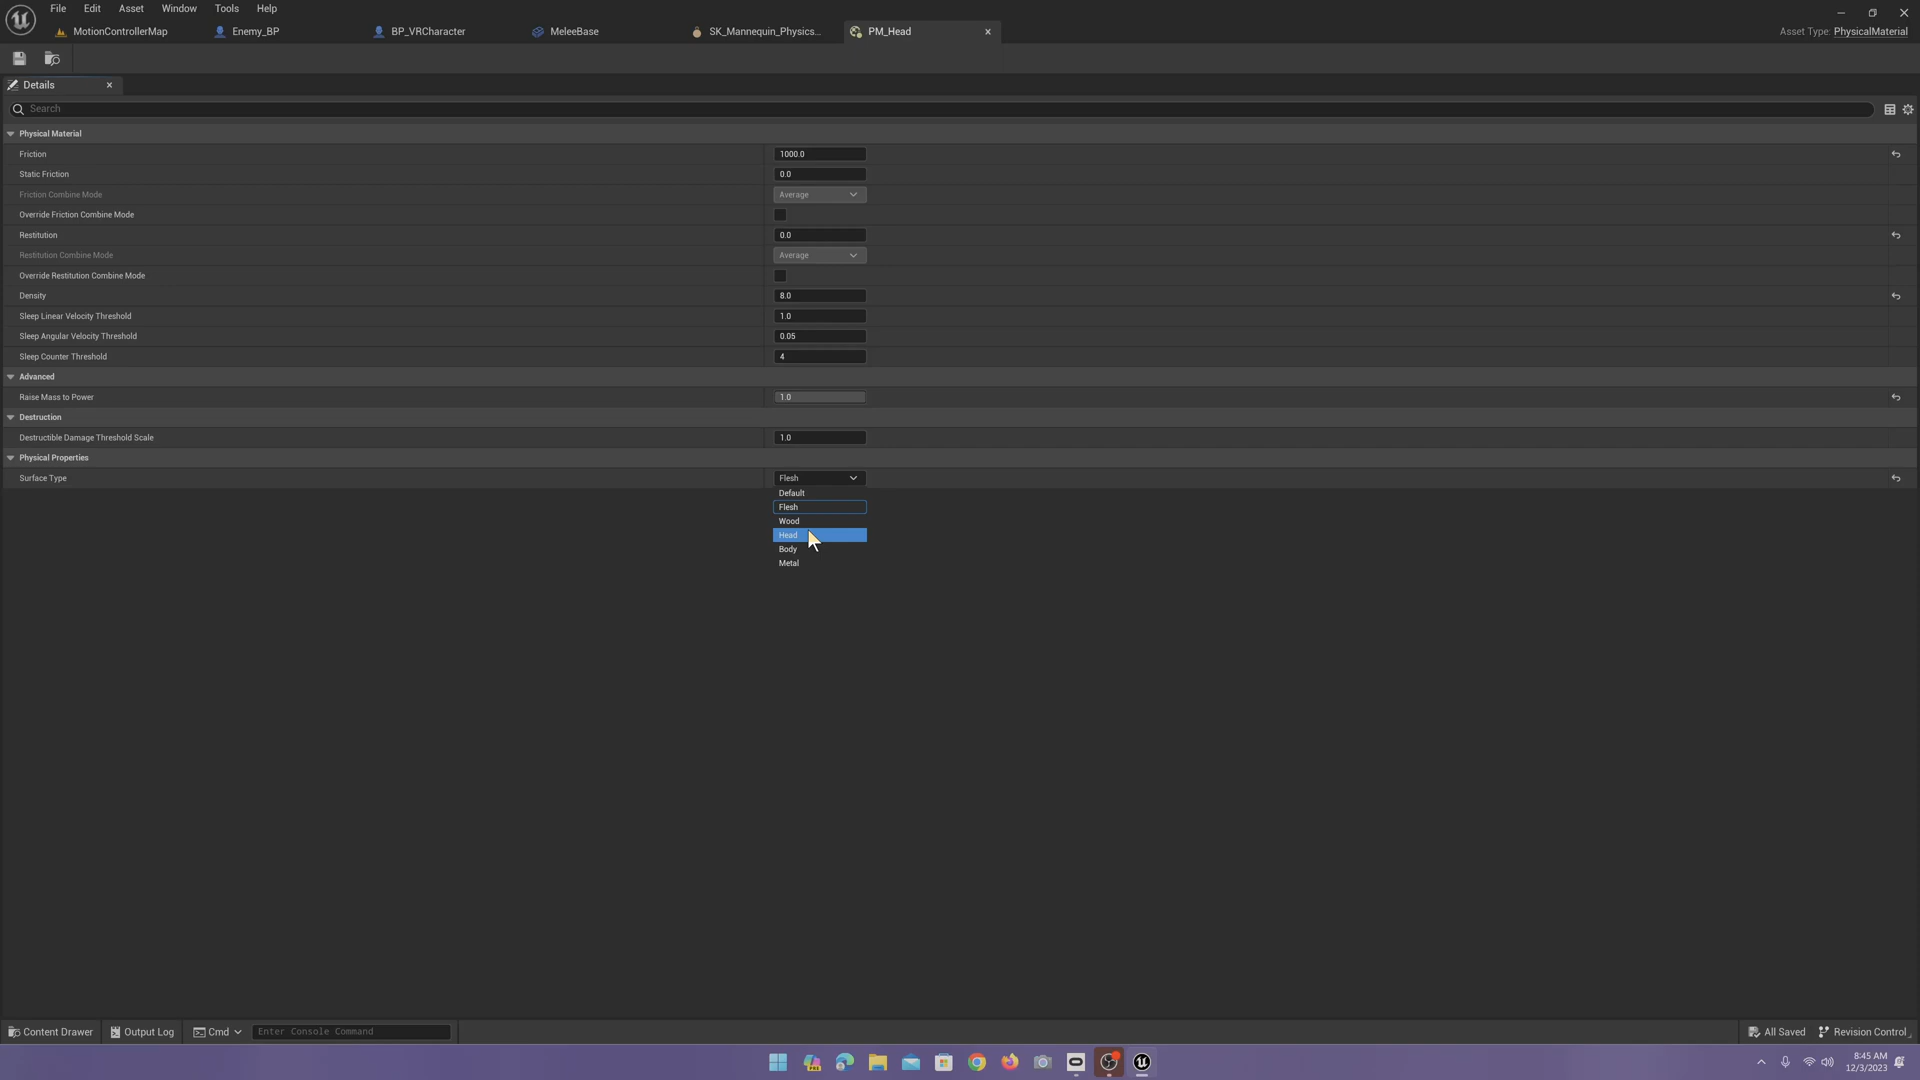 File Edit Asset Window Tools Help
MotionControllerMap Enemy_BP BP_VRCharacter MeleeBase SK_Mannequin_Physics... PM_Head Asset Type: PhysicalMaterial
Details
Search
Physical Material
Friction 1000.0
Static Friction 0.0
Friction Combine Mode Average
Override Friction Combine Mode
Restitution 0.0
Restitution Combine Mode Average
Override Restitution Combine Mode
Density 8.0
Sleep Linear Velocity Threshold 1.0
Sleep Angular Velocity Threshold 0.05
Sleep Counter Threshold 4
Advanced
Raise Mass to Power 1.0
Destruction
Destructible Damage Threshold Scale 1.0
Physical Properties
Surface Type Flesh
Default
Flesh
Wood
Head
Body
Metal
Content Drawer Output Log Cmd Enter Console Command All Saved Revision Control
8:45 AM
12/3/2023